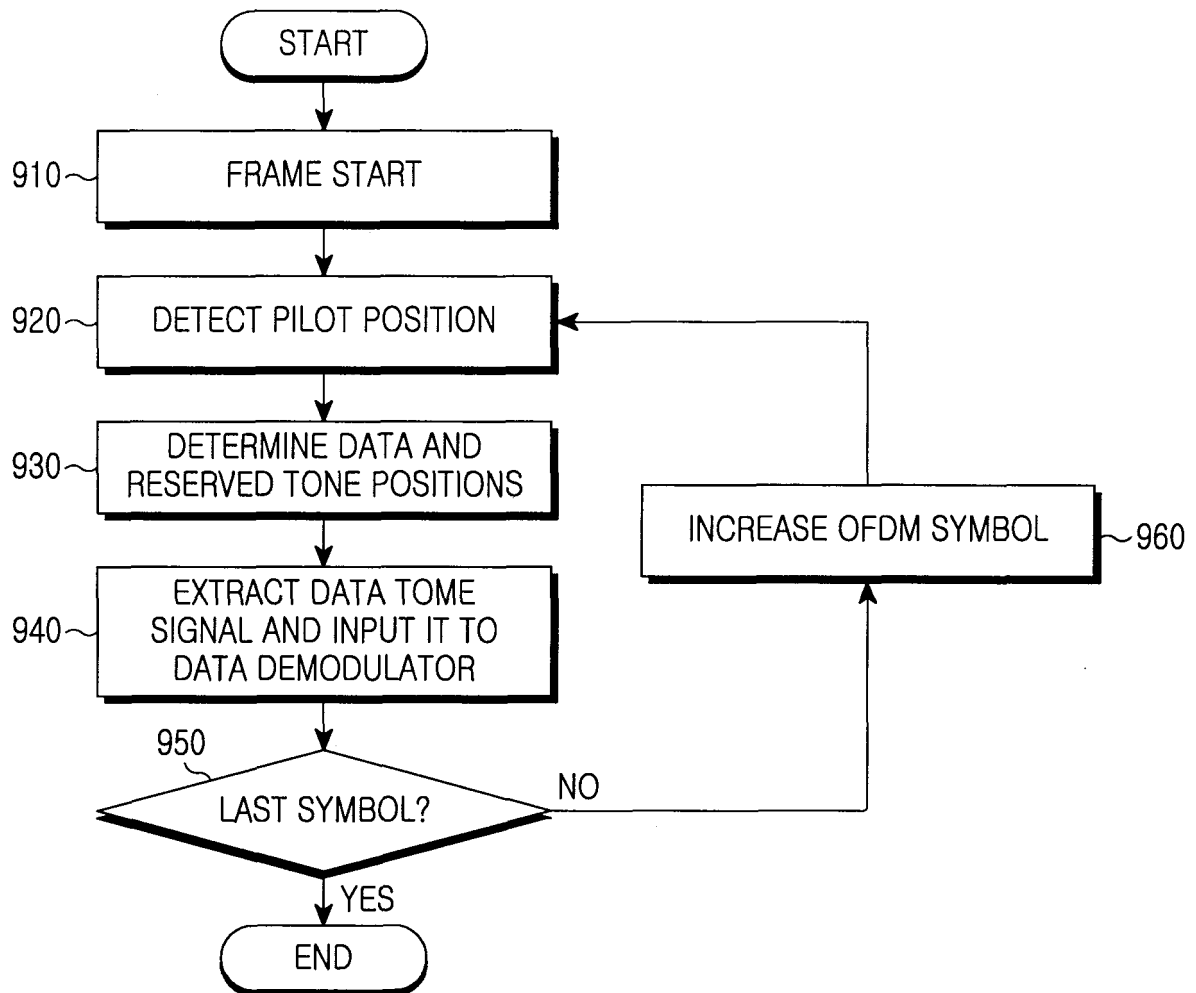 START
910
FRAME START
920
DETECT PILOT POSITION
930
DETERMINE DATA AND
RESERVED TONE POSITIONS
940
EXTRACT DATA TOME
SIGNAL AND INPUT IT TO
DATA DEMODULATOR
950
LAST SYMBOL?
NO
YES
END
INCREASE OFDM SYMBOL
960